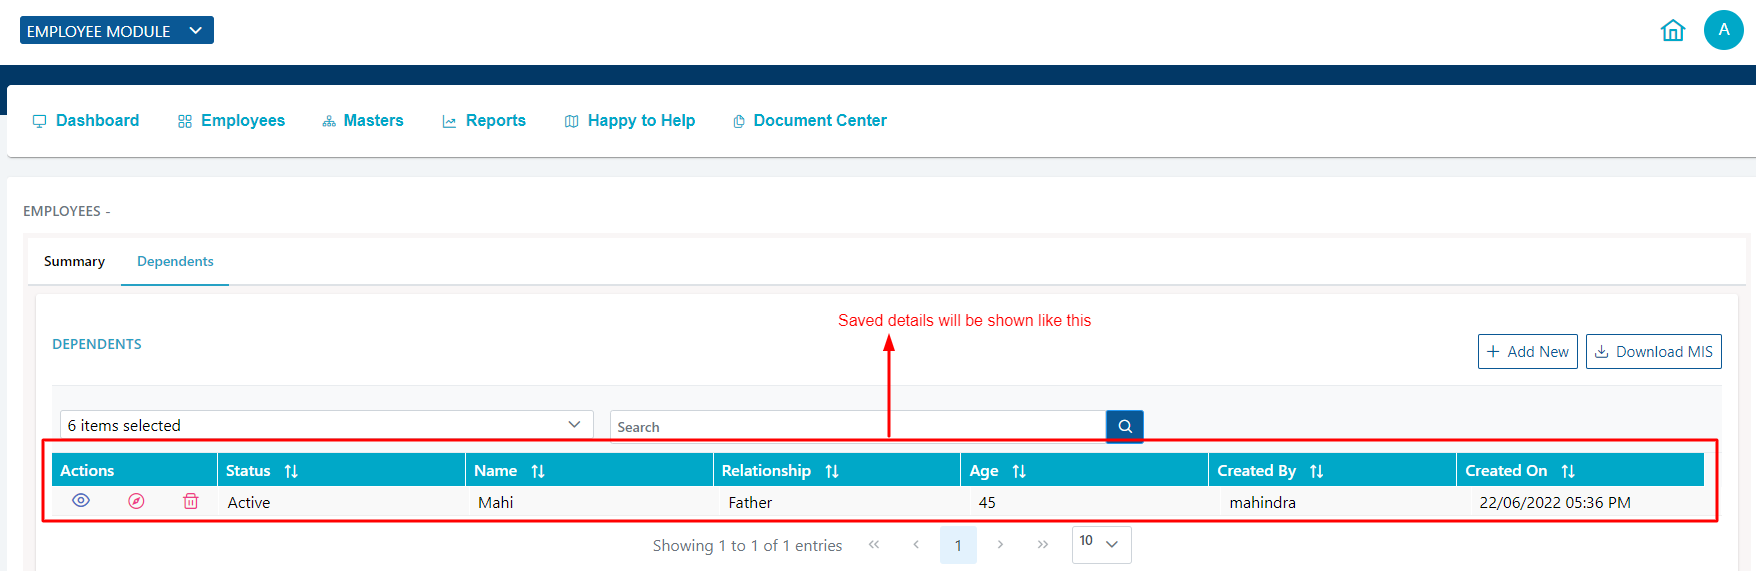 EMPLOYEE MODULE
A
Dashboard Employees Masters Reports Happy to Help Document Center
EMPLOYEES -
Summary Dependents
Saved details will be shown like this
DEPENDENTS
Add New Download MIS
6 items selected
Search
Actions Status Name Relationship Age Created By Created On
Active Mahi Father 45 mahindra 22/06/2022 05:36 PM
Showing 1 to 1 of 1 entries 1 10